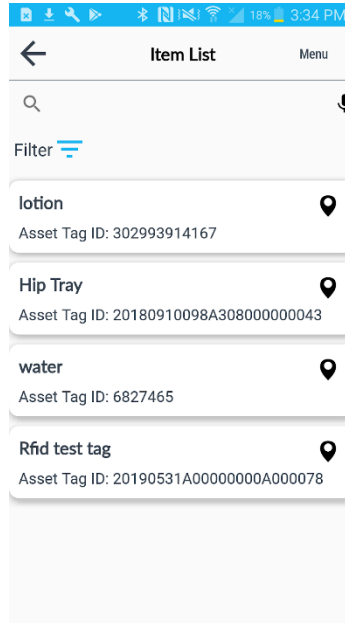 18% 3:34 PM
Item List Menu
Filter
lotion
Asset Tag ID: 302993914167
Hip Tray
Asset Tag ID: 20180910098A308000000043
water
Asset Tag ID: 6827465
Rfid test tag
Asset Tag ID: 20190531A00000000A000078